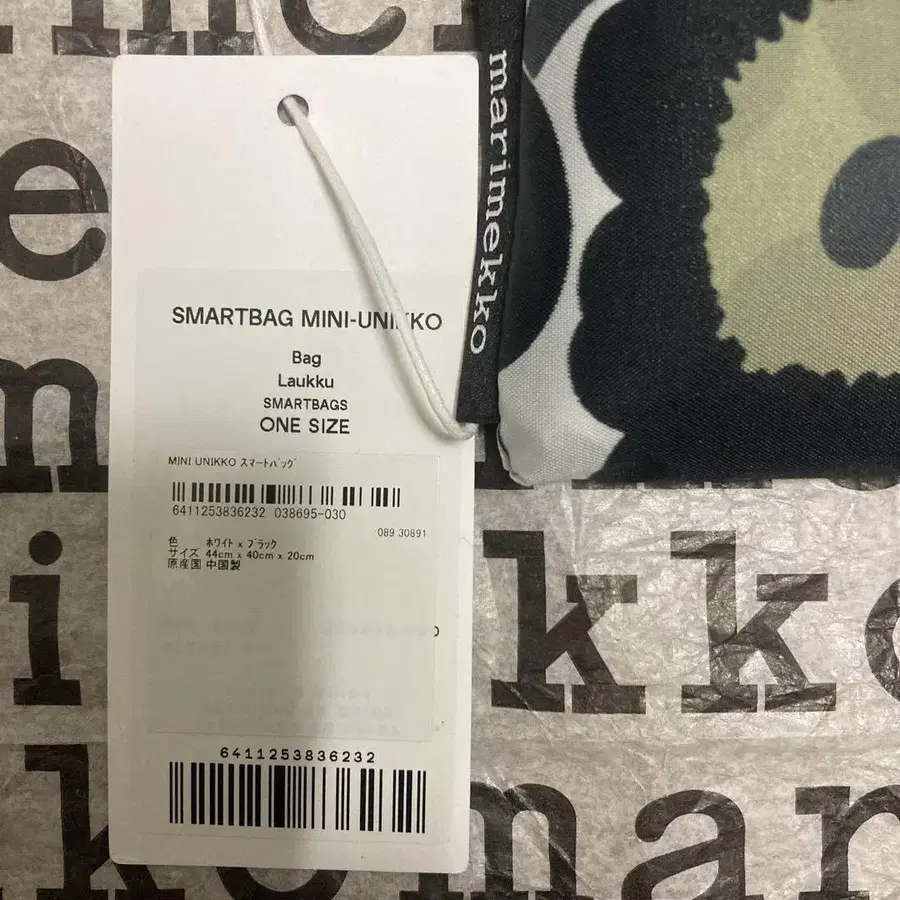 marimekko
SMARTBAG MINI-UNIKKO
Bag
Laukku
SMARTBAGS
ONE SIZE
MINI UNIKKO スマートバッグ
6411253836232 038695-030
089 30891
色 ホワイト x ブラック
サイズ 44cm x 40cm x 20cm
原産国 中国製
6411253836232